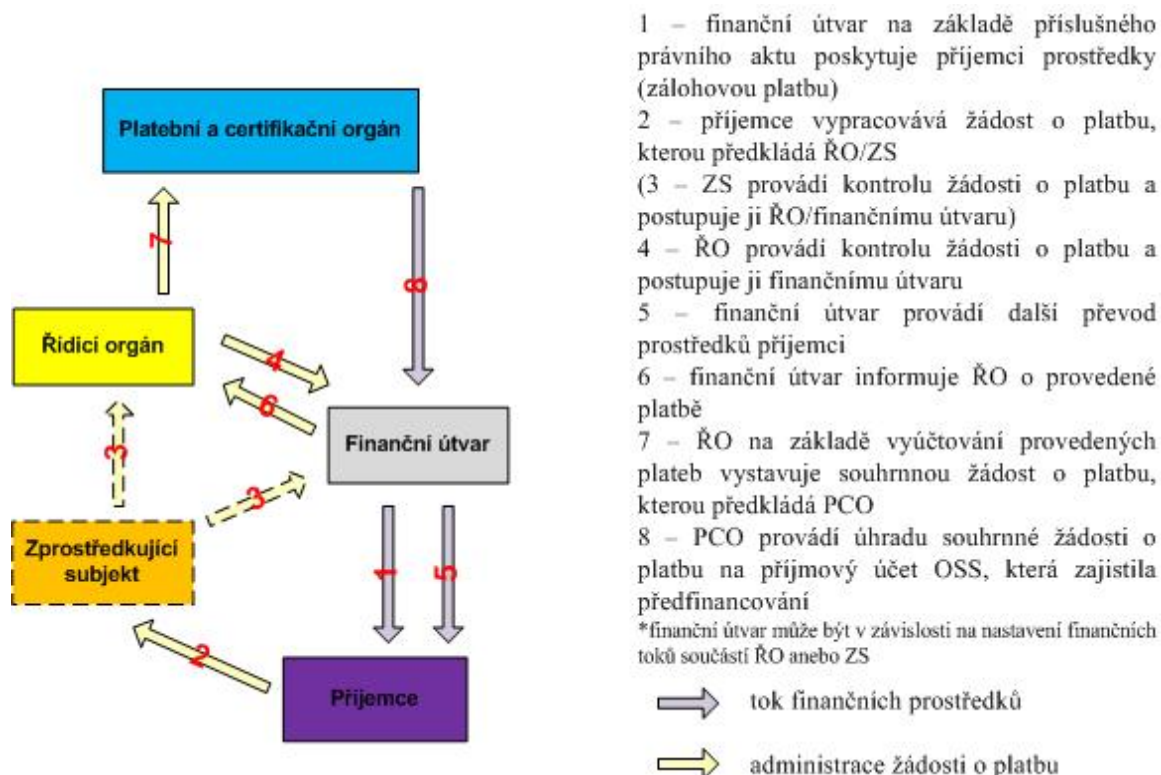 Platební a certifikační orgán
7
8
Řídicí orgán
4
6
Finanční útvar
3
3
Zprostředkující
subjekt
1
5
2
Příjemce
1 – finanční útvar na základě příslušného
právního aktu poskytuje příjemci prostředky
(zálohovou platbu)
2 – příjemce vypracovává žádost o platbu,
kterou předkládá ŘO/ZS
(3 – ZS provádí kontrolu žádosti o platbu a
postupuje ji ŘO/finančnímu útvaru)
4 – ŘO provádí kontrolu žádosti o platbu a
postupuje ji finančnímu útvaru
5 – finanční útvar provádí další převod
prostředků příjemci
6 – finanční útvar informuje ŘO o provedené
platbě
7 – ŘO na základě vyúčtování provedených
plateb vystavuje souhrnnou žádost o platbu,
kterou předkládá PCO
8 – PCO provádí úhradu souhrnné žádosti o
platbu na příjmový účet OSS, která zajistila
předfinancování
*finanční útvar může být v závislosti na nastavení finančních
toků součástí ŘO anebo ZS
tok finančních prostředků
administrace žádosti o platbu